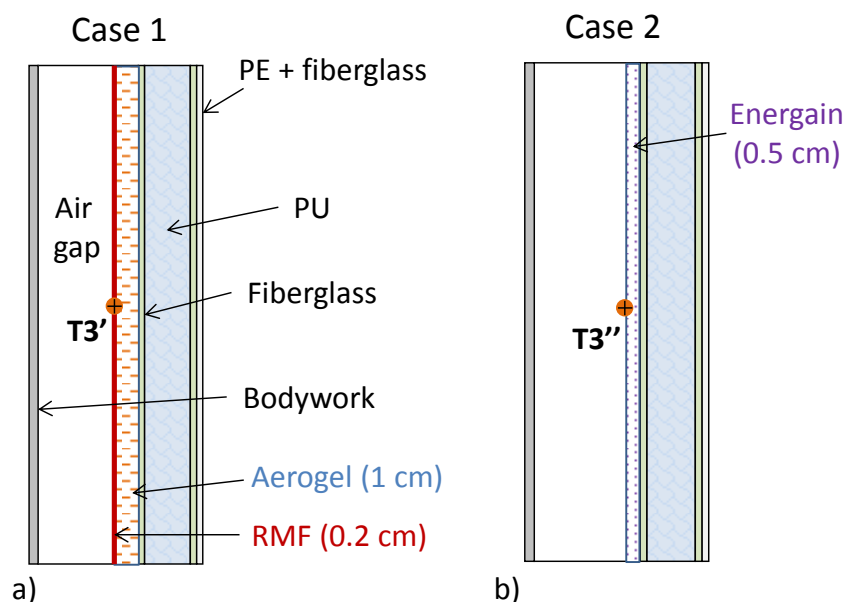 Case 1
PE + fiberglass
Air
gap
PU
T3’
Fiberglass
Bodywork
Aerogel (1 cm)
RMF (0.2 cm)
a)
Case 2
Energain
(0.5 cm)
T3’’
b)